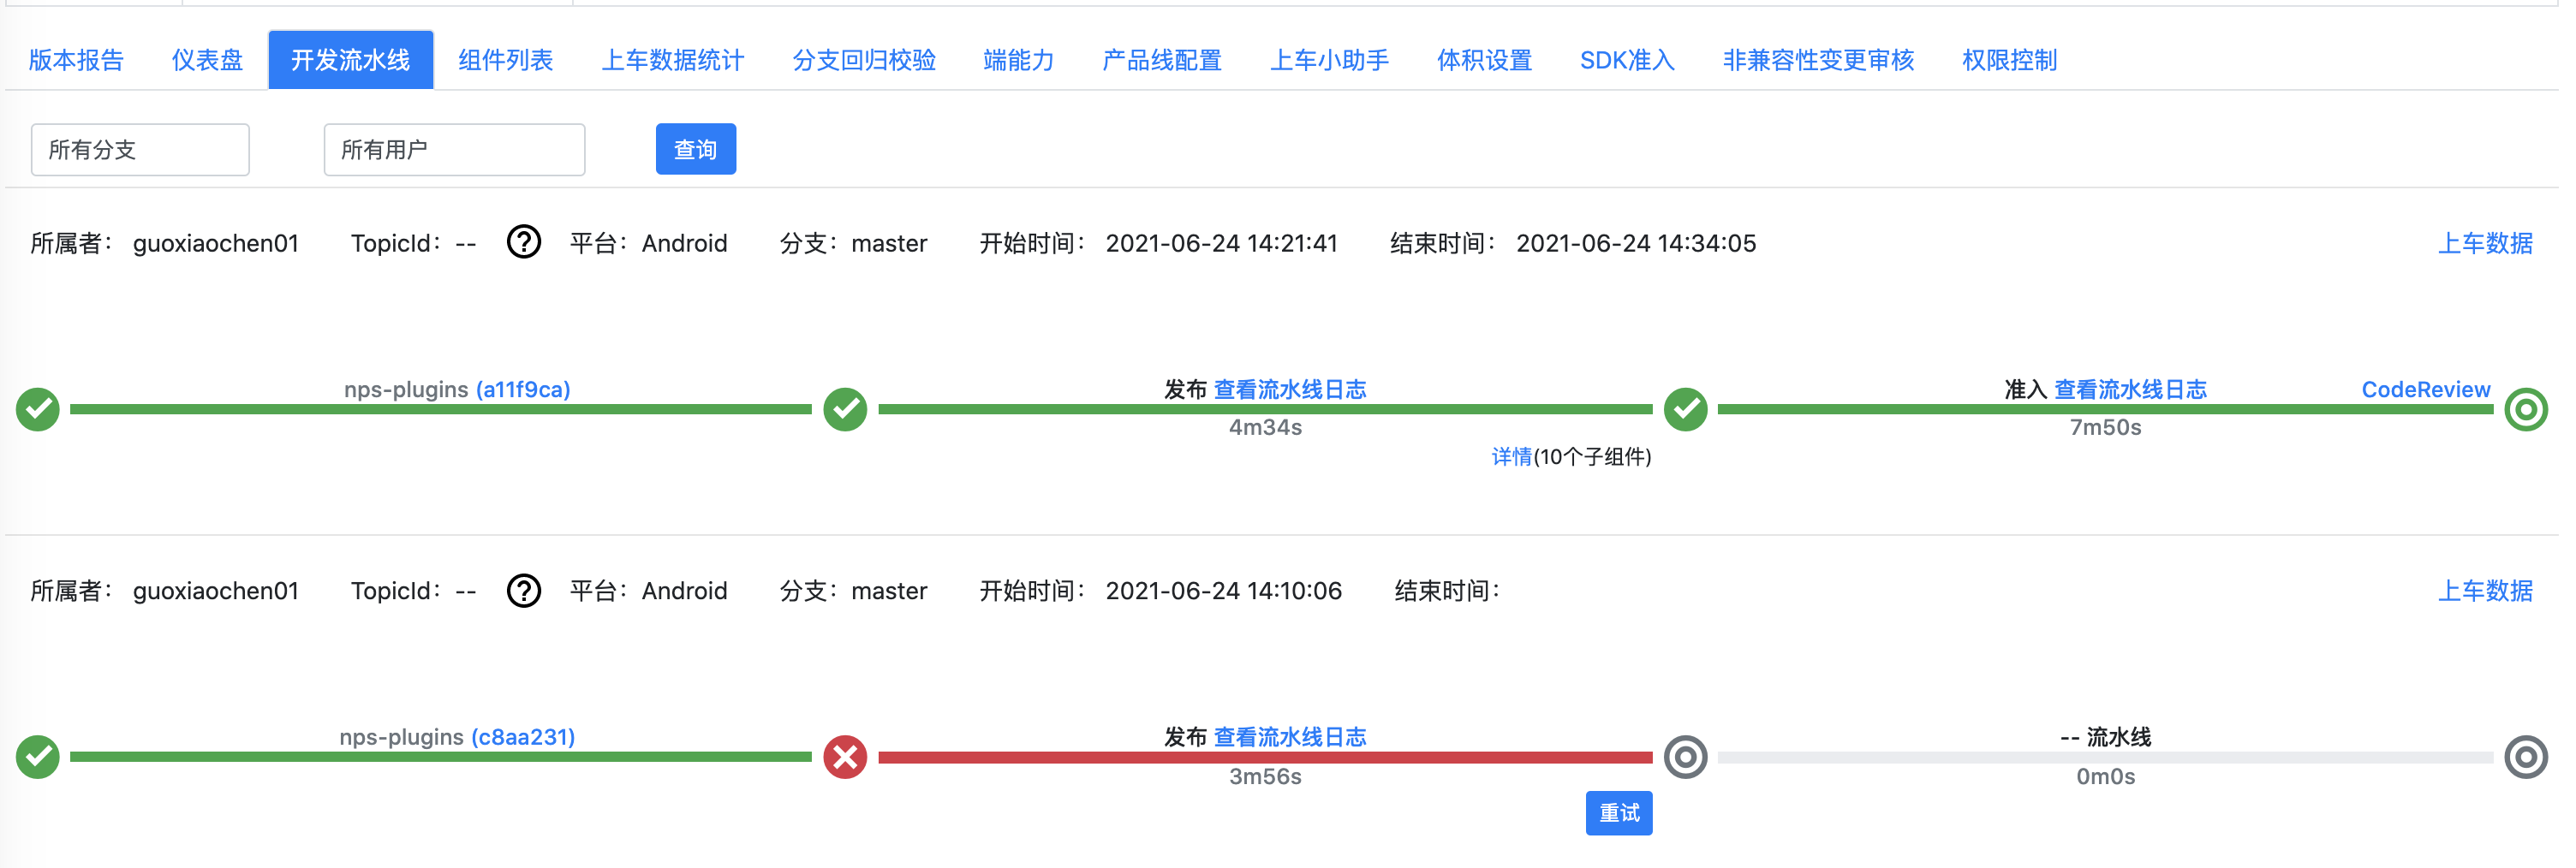 版本报告 仪表盘 开发流水线 组件列表 上车数据统计 分支回归校验 端能力 产品线配置 上车小助手 体积设置 SDK准入 非兼容性变更审核 权限控制
所有分支 所有用户 查询
所属者： guoxiaochen01 TopicId：-- ? 平台：Android 分支：master 开始时间： 2021-06-24 14:21:41 结束时间： 2021-06-24 14:34:05 上车数据
nps-plugins (a11f9ca) 发布 查看流水线日志 准入 查看流水线日志 CodeReview
4m34s 7m50s
详情(10个子组件)
所属者： guoxiaochen01 TopicId：-- ? 平台：Android 分支：master 开始时间： 2021-06-24 14:10:06 结束时间： 上车数据
nps-plugins (c8aa231) 发布 查看流水线日志 -- 流水线
3m56s 0m0s
重试